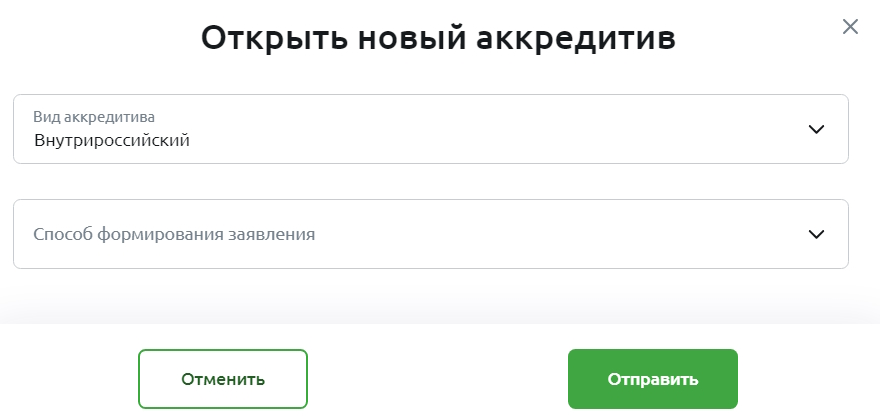 Открыть новый аккредитив
Вид аккредитива
Внутрироссийский
Способ формирования заявления
Отменить
Отправить